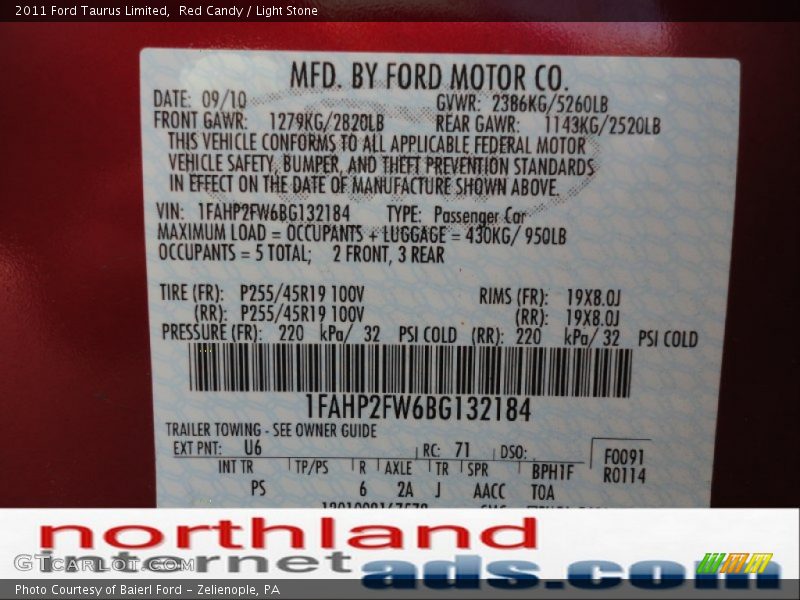 2011 Ford Taurus Limited,  Red Candy / Light Stone
MFD. BY FORD MOTOR CO.
DATE: 09/10 GVWR: 2386KG/5260LB
FRONT GAWR: 1279KG/2820LB REAR GAWR: 1143KG/2520LB
THIS VEHICLE CONFORMS TO ALL APPLICABLE FEDERAL MOTOR
VEHICLE SAFETY, BUMPER, AND THEFT PREVENTION STANDARDS
IN EFFECT ON THE DATE OF MANUFACTURE SHOWN ABOVE.
VIN: 1FAHP2FW6BG132184 TYPE: Passenger Car
MAXIMUM LOAD = OCCUPANTS + LUGGAGE = 430KG/ 950LB
OCCUPANTS = 5 TOTAL; 2 FRONT, 3 REAR
TIRE (FR): P255/45R19 100V RIMS (FR): 19X8.0J
(RR): P255/45R19 100V (RR): 19X8.0J
PRESSURE (FR): 220 kPa/ 32 PSI COLD (RR): 220 kPa/ 32 PSI COLD
1FAHP2FW6BG132184
TRAILER TOWING - SEE OWNER GUIDE
EXT PNT: U6 RC: 71 DSO: F0091
INT TR TP/PS R AXLE TR SPR BPH1F R0114
PS 6 2A J AACC TOA
northland
internet ads.com
GTCARLOT.COM
Photo Courtesy of Baierl Ford - Zelienople, PA